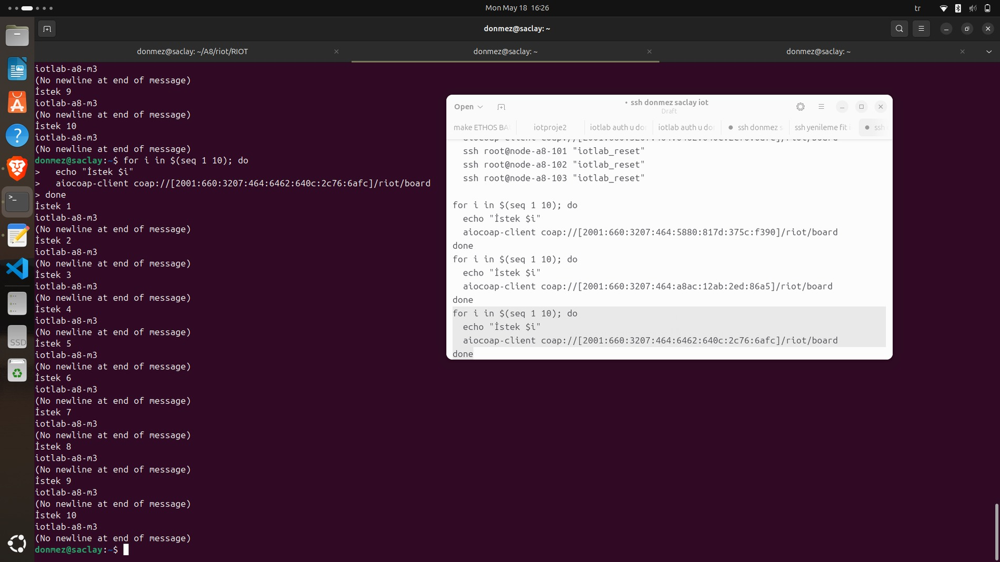 Mon May 18 16:26
tr
donmez@saclay: ~
donmez@saclay: ~/A8/riot/RIOT
donmez@saclay: ~
donmez@saclay: ~
iotlab-a8-m3
(No newline at end of message)
İstek 9
iotlab-a8-m3
(No newline at end of message)
İstek 10
iotlab-a8-m3
(No newline at end of message)
donmez@saclay:~$ for i in $(seq 1 10); do
>   echo "İstek $i"
>   aiocoap-client coap://[2001:660:3207:464:6462:640c:2c76:6afc]/riot/board
> done
İstek 1
iotlab-a8-m3
(No newline at end of message)
İstek 2
iotlab-a8-m3
(No newline at end of message)
İstek 3
iotlab-a8-m3
(No newline at end of message)
İstek 4
iotlab-a8-m3
(No newline at end of message)
İstek 5
iotlab-a8-m3
(No newline at end of message)
İstek 6
iotlab-a8-m3
(No newline at end of message)
İstek 7
iotlab-a8-m3
(No newline at end of message)
İstek 8
iotlab-a8-m3
(No newline at end of message)
İstek 9
iotlab-a8-m3
(No newline at end of message)
İstek 10
iotlab-a8-m3
(No newline at end of message)
donmez@saclay:~$
Open
• ssh donmez saclay iot
Draft
make ETHOS BA
iotproje2
iotlab auth u do
iotlab auth u do
● ssh donmez s
ssh yenileme fit i
● ssh
ssh root@node-a8-101 "iotlab_reset"
ssh root@node-a8-102 "iotlab_reset"
ssh root@node-a8-103 "iotlab_reset"
for i in $(seq 1 10); do
  echo "İstek $i"
  aiocoap-client coap://[2001:660:3207:464:5880:817d:375c:f390]/riot/board
done
for i in $(seq 1 10); do
  echo "İstek $i"
  aiocoap-client coap://[2001:660:3207:464:a8ac:12ab:2ed:86a5]/riot/board
done
for i in $(seq 1 10); do
  echo "İstek $i"
  aiocoap-client coap://[2001:660:3207:464:6462:640c:2c76:6afc]/riot/board
done
SSD